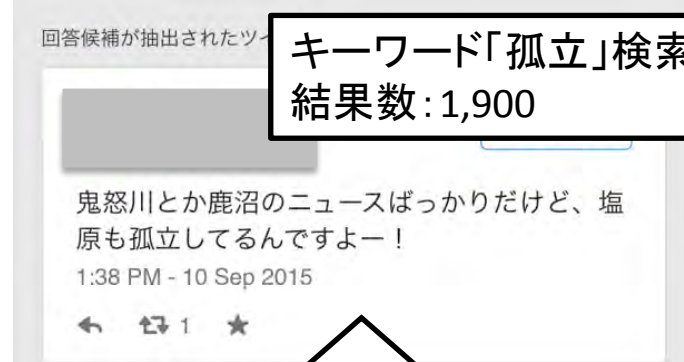 回答候補が抽出されたツイ
キーワード「孤立」検索
結果数：1,900
鬼怒川とか鹿沼のニュースばっかりだけど、塩
原も孤立してるんですよー！
1:38 PM - 10 Sep 2015
1